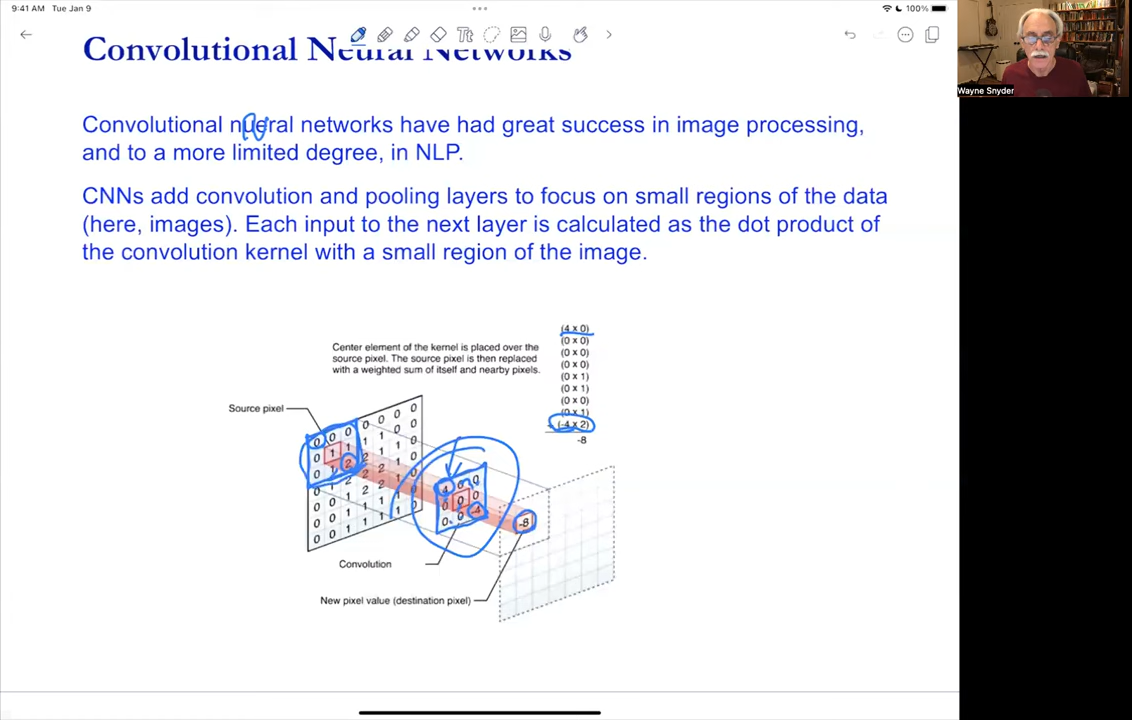 9:41 AM Tue Jan 9
100%
Convolutional Neural Networks
Wayne Snyder
Convolutional neural networks have had great success in image processing,
and to a more limited degree, in NLP.
CNNs add convolution and pooling layers to focus on small regions of the data
(here, images). Each input to the next layer is calculated as the dot product of
the convolution kernel with a small region of the image.
Center element of the kernel is placed over the
source pixel. The source pixel is then replaced
with a weighted sum of itself and nearby pixels.
(4 x 0)
(0 x 0)
(0 x 0)
(0 x 0)
(0 x 1)
(0 x 1)
(0 x 0)
(0 x 1)
(-4 x 2)
-8
Source pixel
-8
Convolution
New pixel value (destination pixel)